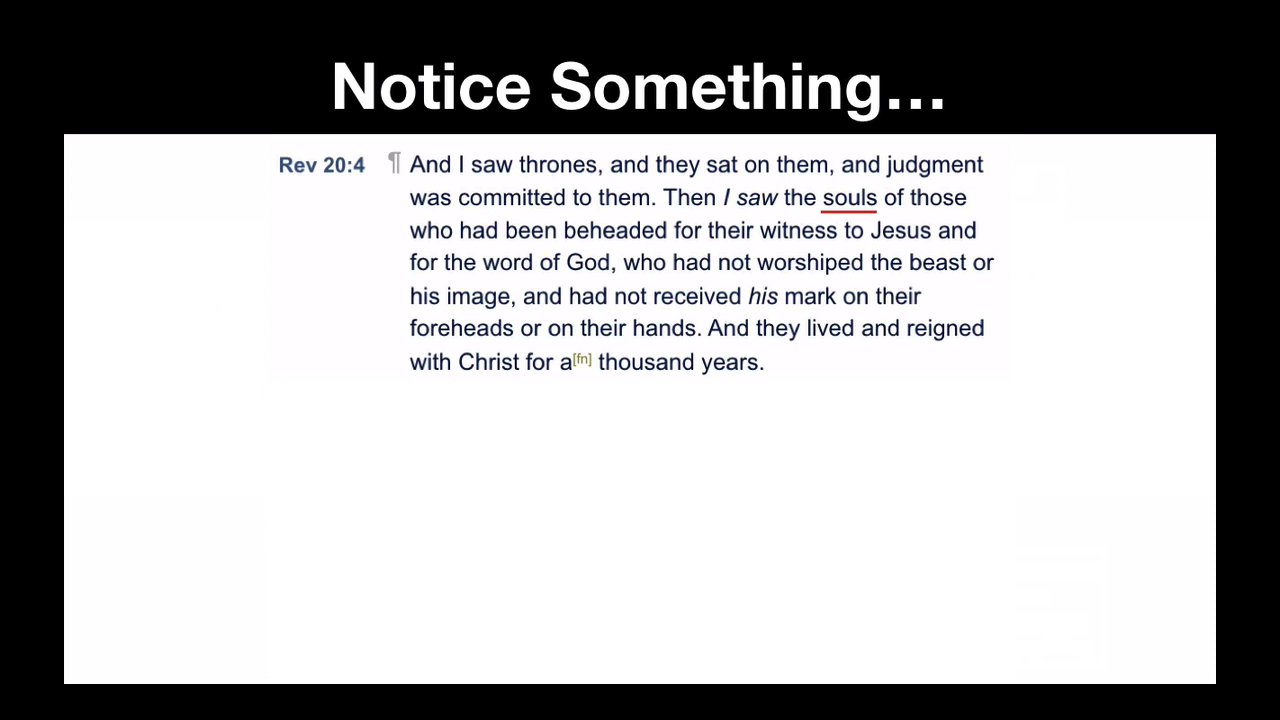 Notice Something…
Rev 20:4 ¶ And I saw thrones, and they sat on them, and judgment
was committed to them. Then I saw the souls of those
who had been beheaded for their witness to Jesus and
for the word of God, who had not worshiped the beast or
his image, and had not received his mark on their
foreheads or on their hands. And they lived and reigned
with Christ for a[fn] thousand years.